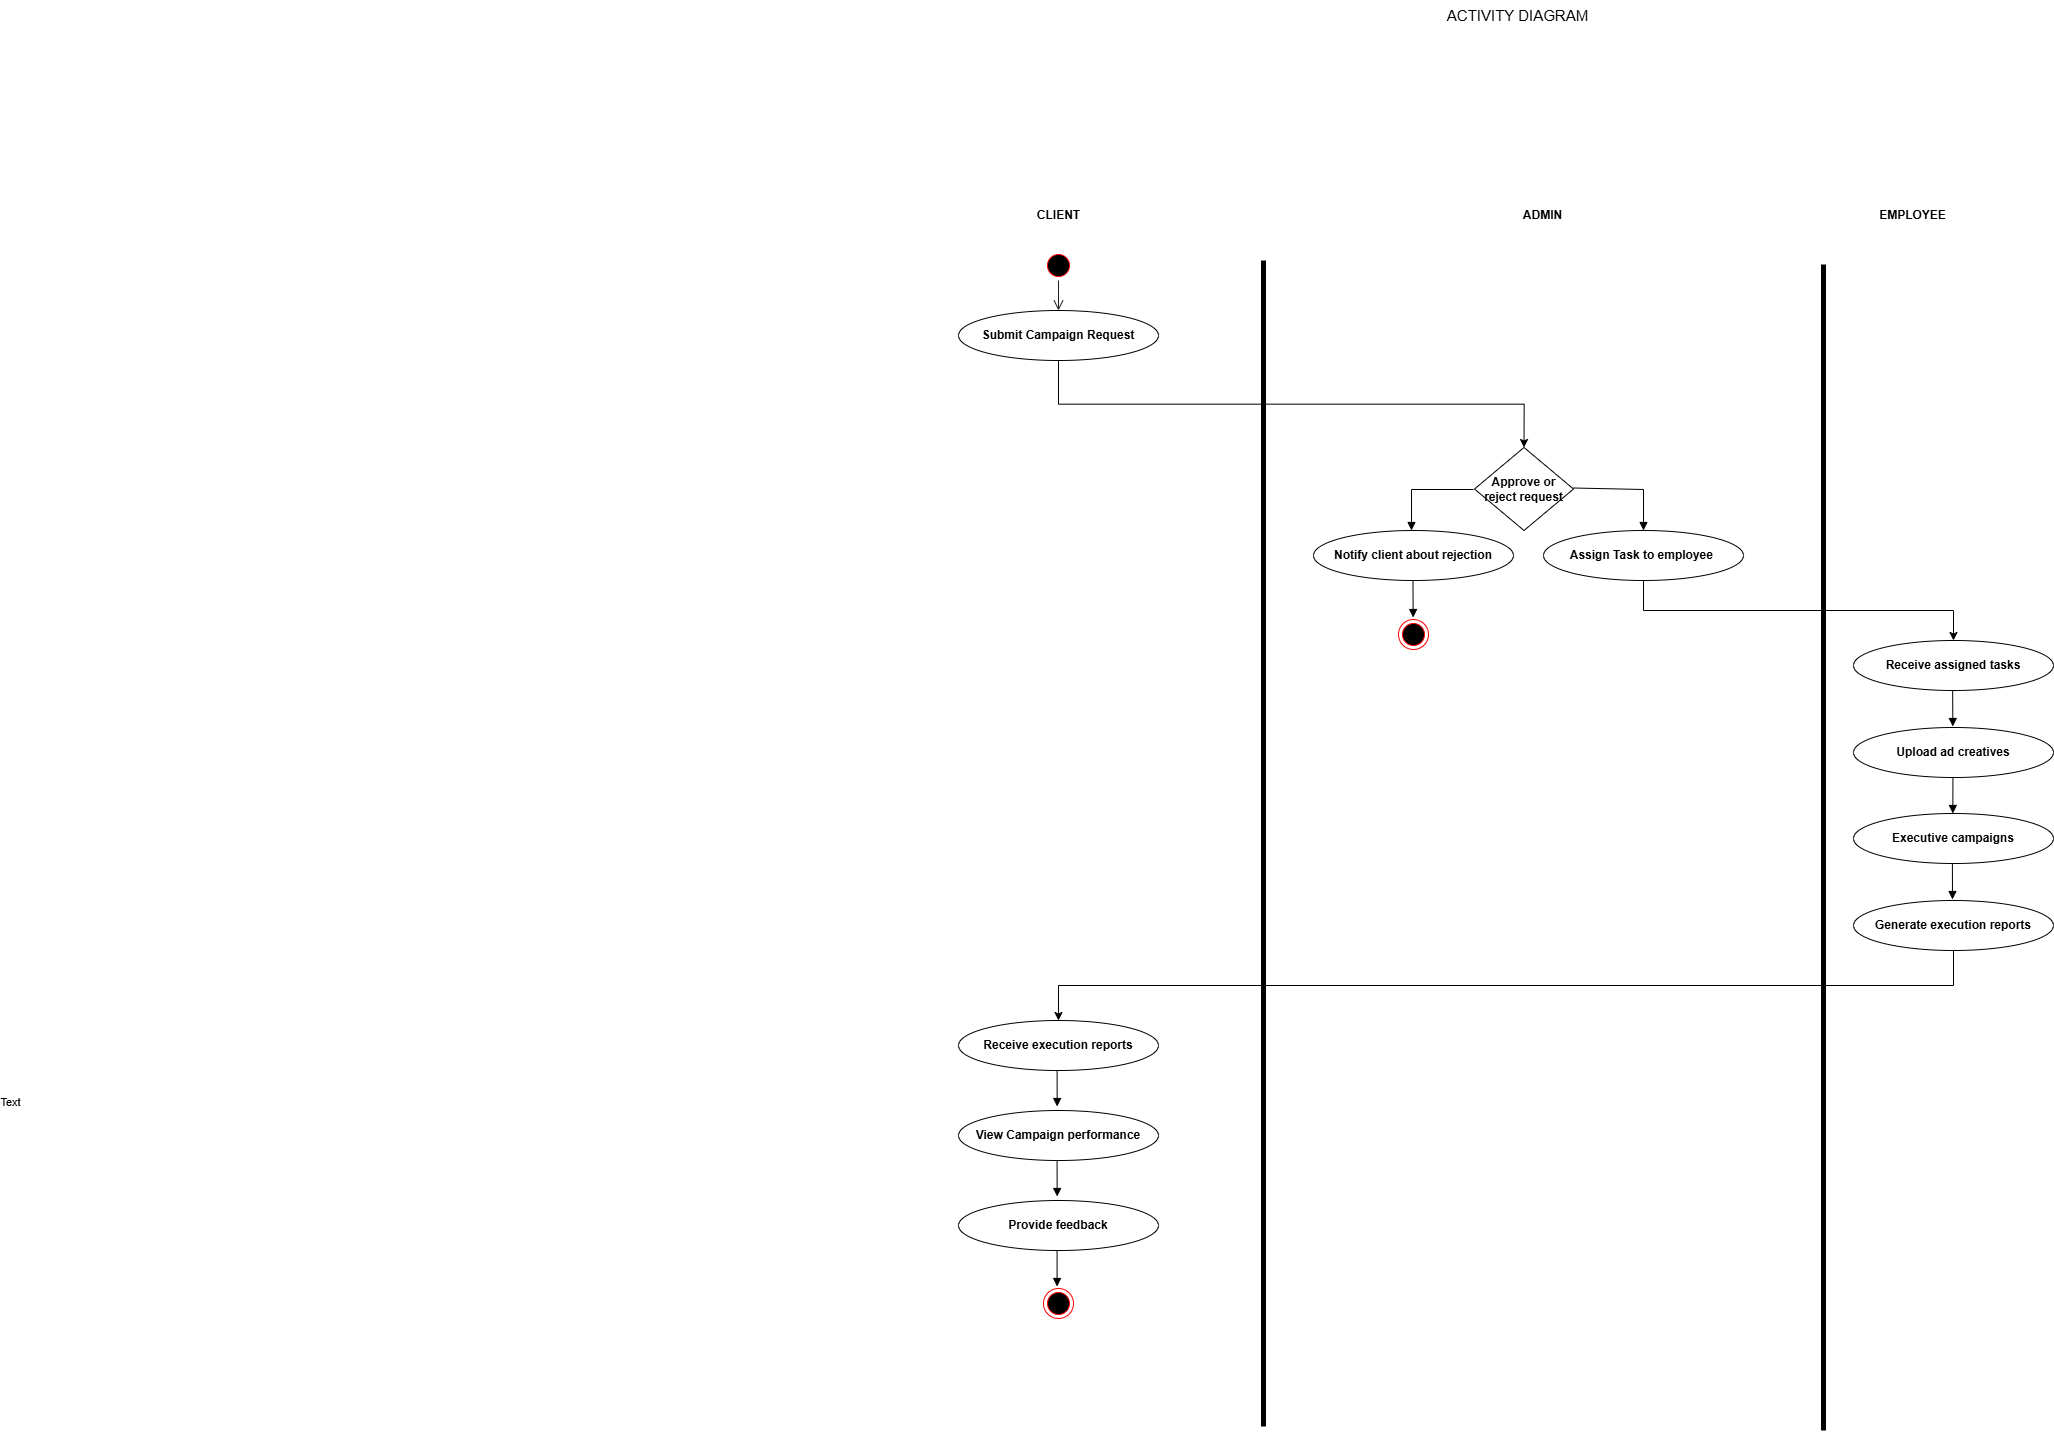 ACTIVITY DIAGRAM
CLIENT
ADMIN
EMPLOYEE
Submit Campaign Request
Approve or
reject request
Notify client about rejection
Assign Task to employee
Receive assigned tasks
Upload ad creatives
Executive campaigns
Generate execution reports
Receive execution reports
Text
View Campaign performance
Provide feedback